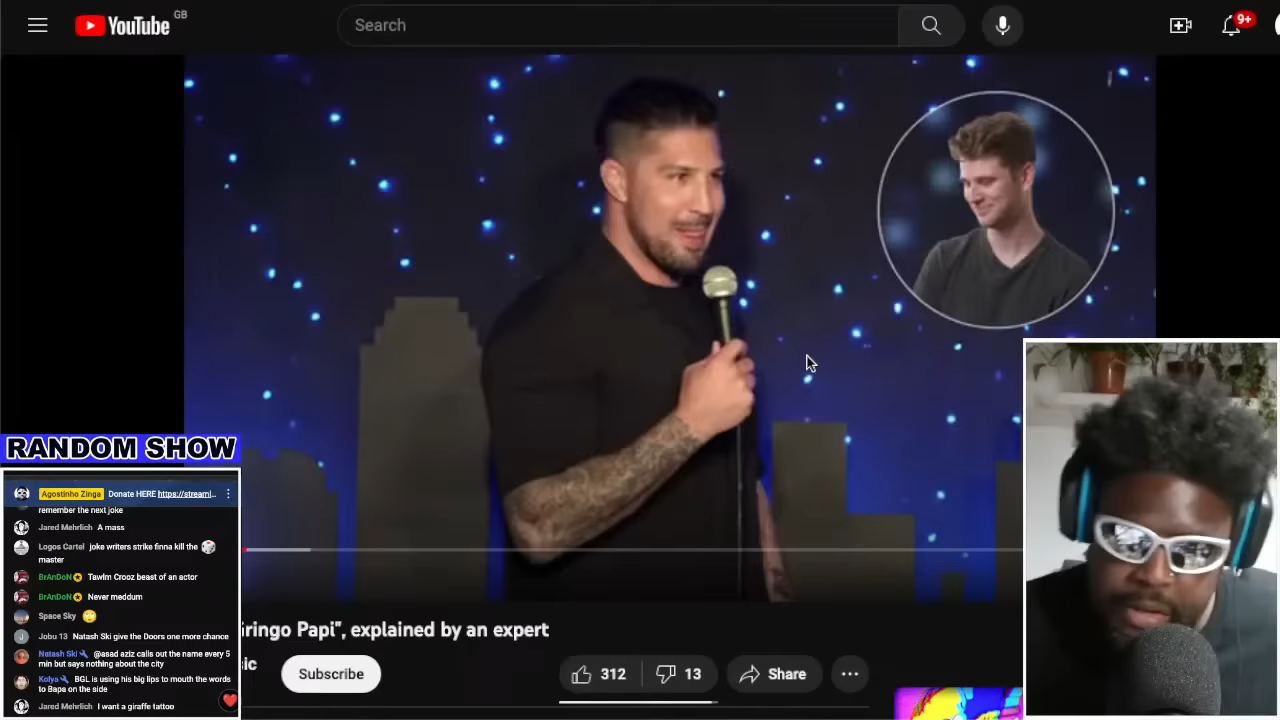 YouTube GB
Search
9+
RANDOM SHOW
Agostinho Zinga Donate HERE https://streaml...
remember the next joke
Jared Mehrlich A mass
Logos Cartel joke writers strike finna kill the
master
BrAnDoN Tawlm Crooz beast of an actor
BrAnDoN Never meddum
Space Sky
Jobu 13 Natash Ski give the Doors one more chance
Natash Ski @asad aziz calls out the name every 5
min but says nothing about the city
Kolya BGL is using his big lips to mouth the words
to Bapa on the side
Jared Mehrlich I want a giraffe tattoo
Gringo Papi", explained by an expert
sic
Subscribe
312
13
Share